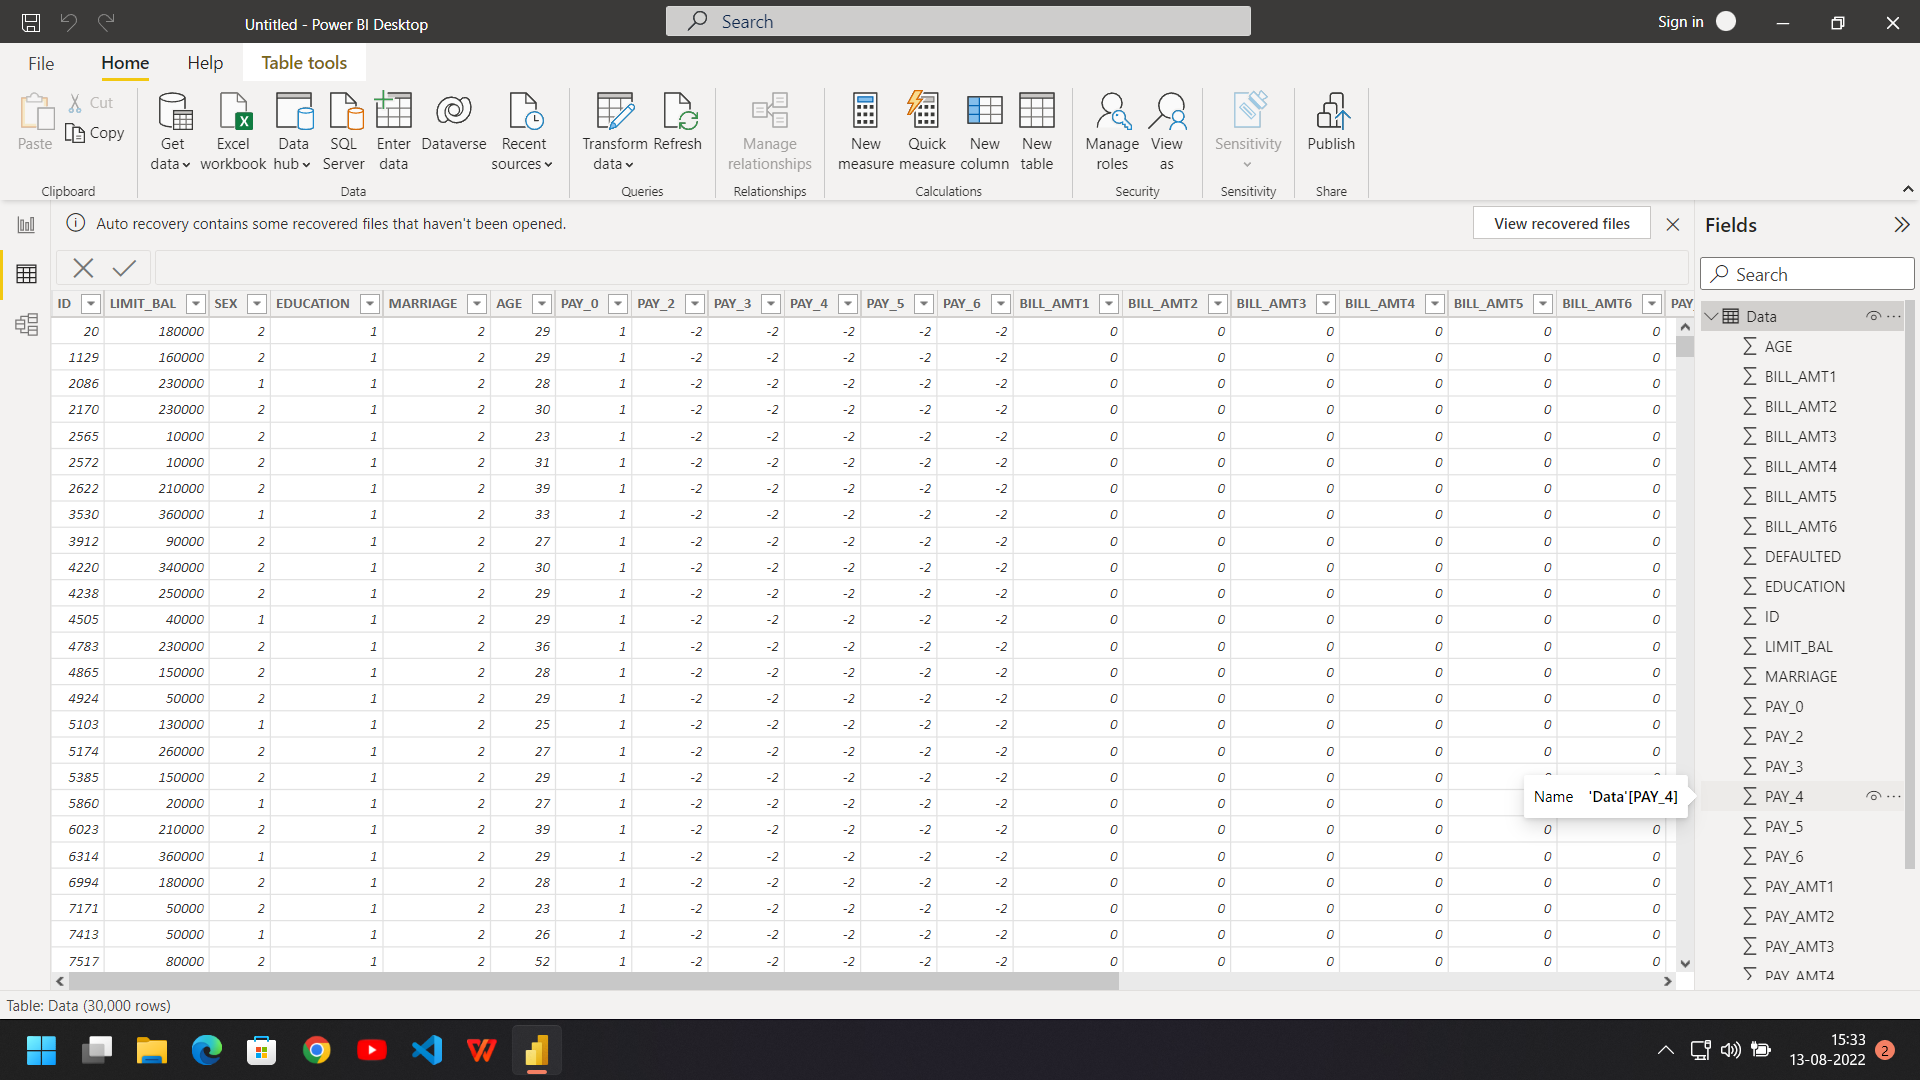 Untitled - Power BI Desktop
Search
Sign in
File Home Help Table tools
Paste
Cut
Copy
Clipboard
Get data
Excel workbook
Data hub
SQL Server
Enter data
Dataverse
Recent sources
Data
Transform data
Refresh
Queries
Manage relationships
Relationships
New measure
Quick measure
New column
New table
Calculations
Manage roles
View as
Security
Sensitivity
Sensitivity
Publish
Share
Auto recovery contains some recovered files that haven't been opened.
View recovered files
ID LIMIT_BAL SEX EDUCATION MARRIAGE AGE PAY_0 PAY_2 PAY_3 PAY_4 PAY_5 PAY_6 BILL_AMT1 BILL_AMT2 BILL_AMT3 BILL_AMT4 BILL_AMT5 BILL_AMT6 PAY_
20 180000 2 1 2 29 1 -2 -2 -2 -2 -2 0 0 0 0 0 0
1129 160000 2 1 2 29 1 -2 -2 -2 -2 -2 0 0 0 0 0 0
2086 230000 1 1 2 28 1 -2 -2 -2 -2 -2 0 0 0 0 0 0
2170 230000 2 1 2 30 1 -2 -2 -2 -2 -2 0 0 0 0 0 0
2565 10000 2 1 2 23 1 -2 -2 -2 -2 -2 0 0 0 0 0 0
2572 10000 2 1 2 31 1 -2 -2 -2 -2 -2 0 0 0 0 0 0
2622 210000 2 1 2 39 1 -2 -2 -2 -2 -2 0 0 0 0 0 0
3530 360000 1 1 2 33 1 -2 -2 -2 -2 -2 0 0 0 0 0 0
3912 90000 2 1 2 27 1 -2 -2 -2 -2 -2 0 0 0 0 0 0
4220 340000 2 1 2 30 1 -2 -2 -2 -2 -2 0 0 0 0 0 0
4238 250000 2 1 2 29 1 -2 -2 -2 -2 -2 0 0 0 0 0 0
4505 40000 1 1 2 29 1 -2 -2 -2 -2 -2 0 0 0 0 0 0
4783 230000 2 1 2 36 1 -2 -2 -2 -2 -2 0 0 0 0 0 0
4865 150000 2 1 2 28 1 -2 -2 -2 -2 -2 0 0 0 0 0 0
4924 50000 2 1 2 29 1 -2 -2 -2 -2 -2 0 0 0 0 0 0
5103 130000 1 1 2 25 1 -2 -2 -2 -2 -2 0 0 0 0 0 0
5174 260000 2 1 2 27 1 -2 -2 -2 -2 -2 0 0 0 0 0 0
5385 150000 2 1 2 29 1 -2 -2 -2 -2 -2 0 0 0 0
5860 20000 1 1 2 27 1 -2 -2 -2 -2 -2 0 0 0 0
6023 210000 2 1 2 39 1 -2 -2 -2 -2 -2 0 0 0 0 0 0
6314 360000 1 1 2 29 1 -2 -2 -2 -2 -2 0 0 0 0 0 0
6994 180000 2 1 2 28 1 -2 -2 -2 -2 -2 0 0 0 0 0 0
7171 50000 2 1 2 23 1 -2 -2 -2 -2 -2 0 0 0 0 0 0
7413 50000 1 1 2 26 1 -2 -2 -2 -2 -2 0 0 0 0 0 0
7517 80000 2 1 2 52 1 -2 -2 -2 -2 -2 0 0 0 0 0 0
Name 'Data'[PAY_4]
Fields
Search
Data
AGE
BILL_AMT1
BILL_AMT2
BILL_AMT3
BILL_AMT4
BILL_AMT5
BILL_AMT6
DEFAULTED
EDUCATION
ID
LIMIT_BAL
MARRIAGE
PAY_0
PAY_2
PAY_3
PAY_4
PAY_5
PAY_6
PAY_AMT1
PAY_AMT2
PAY_AMT3
PAY_AMT4
Table: Data (30,000 rows)
15:33
13-08-2022
2